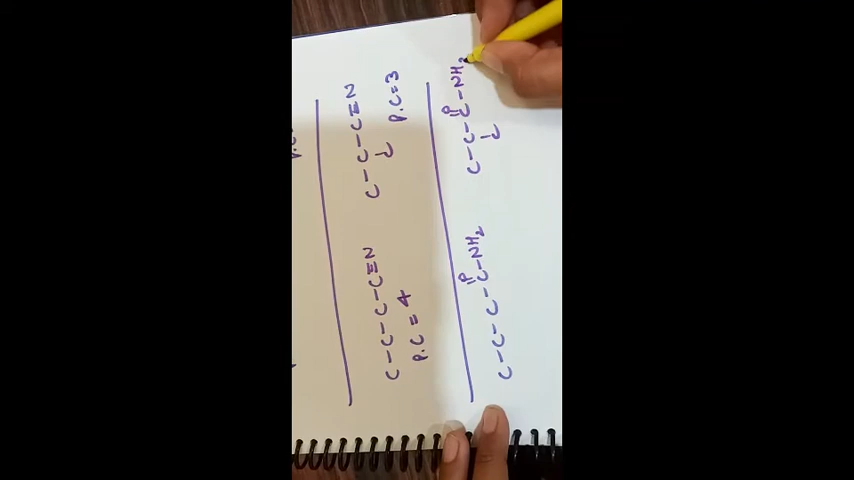 P.C
C-C-C-C≡N C-C-C≡N
C
P.C = 4 P.C=3
O O
|| ||
C-C-C-C-NH₂ C-C-C-NH₂
C